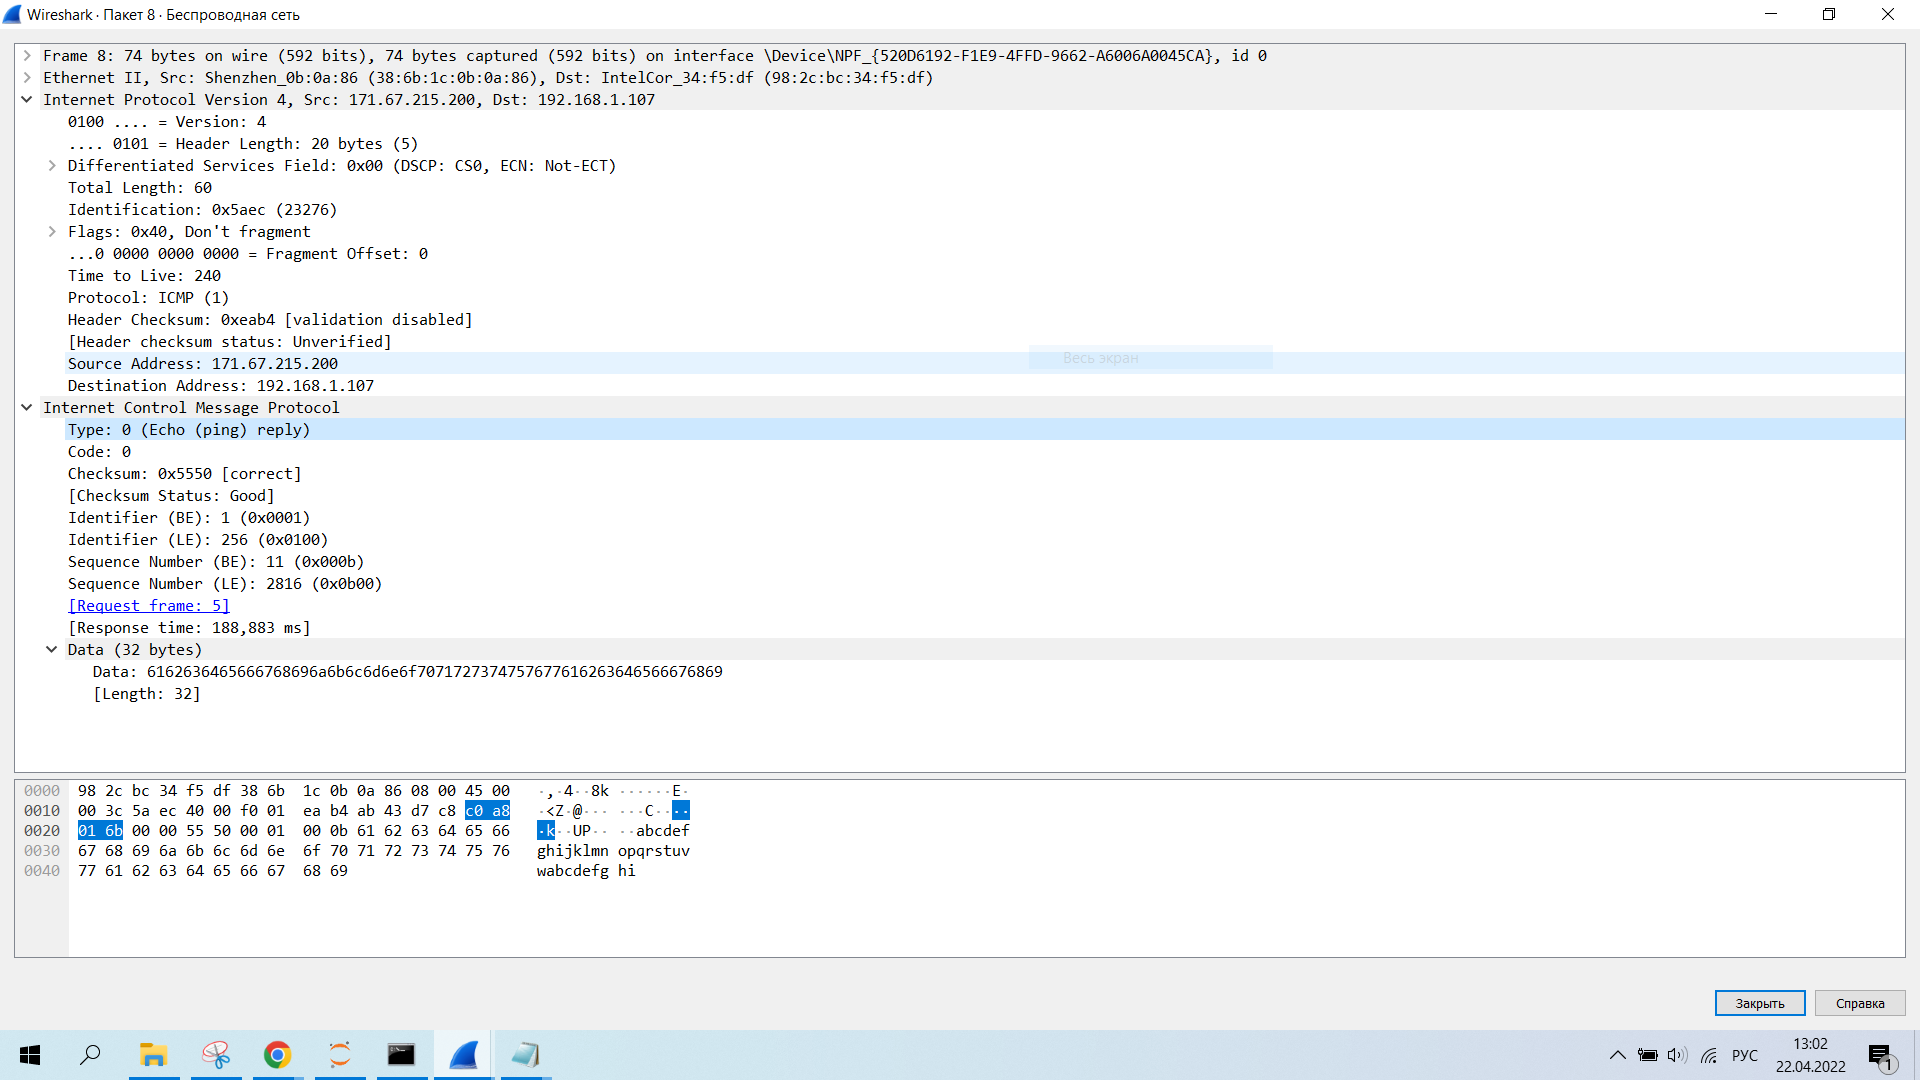 Wireshark · Пакет 8 · Беспроводная сеть
Frame 8: 74 bytes on wire (592 bits), 74 bytes captured (592 bits) on interface \Device\NPF_{520D6192-F1E9-4FFD-9662-A6006A0045CA}, id 0
Ethernet II, Src: Shenzhen_0b:0a:86 (38:6b:1c:0b:0a:86), Dst: IntelCor_34:f5:df (98:2c:bc:34:f5:df)
Internet Protocol Version 4, Src: 171.67.215.200, Dst: 192.168.1.107
0100 .... = Version: 4
.... 0101 = Header Length: 20 bytes (5)
Differentiated Services Field: 0x00 (DSCP: CS0, ECN: Not-ECT)
Total Length: 60
Identification: 0x5aec (23276)
Flags: 0x40, Don't fragment
...0 0000 0000 0000 = Fragment Offset: 0
Time to Live: 240
Protocol: ICMP (1)
Header Checksum: 0xeab4 [validation disabled]
[Header checksum status: Unverified]
Source Address: 171.67.215.200
Весь экран
Destination Address: 192.168.1.107
Internet Control Message Protocol
Type: 0 (Echo (ping) reply)
Code: 0
Checksum: 0x5550 [correct]
[Checksum Status: Good]
Identifier (BE): 1 (0x0001)
Identifier (LE): 256 (0x0100)
Sequence Number (BE): 11 (0x000b)
Sequence Number (LE): 2816 (0x0b00)
[Request frame: 5]
[Response time: 188,883 ms]
Data (32 bytes)
Data: 6162636465666768696a6b6c6d6e6f7071727374757677616263646566676869
[Length: 32]
0000 98 2c bc 34 f5 df 38 6b 1c 0b 0a 86 08 00 45 00 ·,·4··8k ······E·
0010 00 3c 5a ec 40 00 f0 01 ea b4 ab 43 d7 c8 c0 a8 ·<Z·@··· ···C····
0020 01 6b 00 00 55 50 00 01 00 0b 61 62 63 64 65 66 ·k··UP·· ··abcdef
0030 67 68 69 6a 6b 6c 6d 6e 6f 70 71 72 73 74 75 76 ghijklmn opqrstuv
0040 77 61 62 63 64 65 66 67 68 69 wabcdefg hi
Закрыть
Справка
РУС
13:02
22.04.2022
1